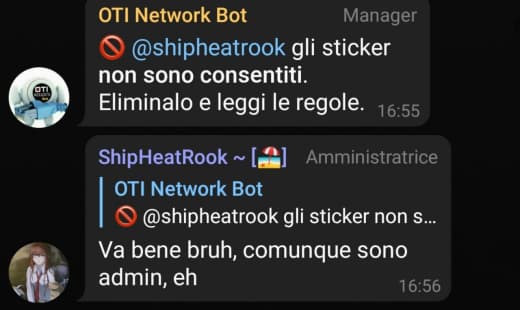 OTI Network Bot Manager
🚫 @shipheatrook gli sticker
non sono consentiti.
Eliminalo e leggi le regole. 16:55
ShipHeatRook ~ [🏖] Amministratrice
OTI Network Bot
🚫 @shipheatrook gli sticker non s...
Va bene bruh, comunque sono
admin, eh 16:56